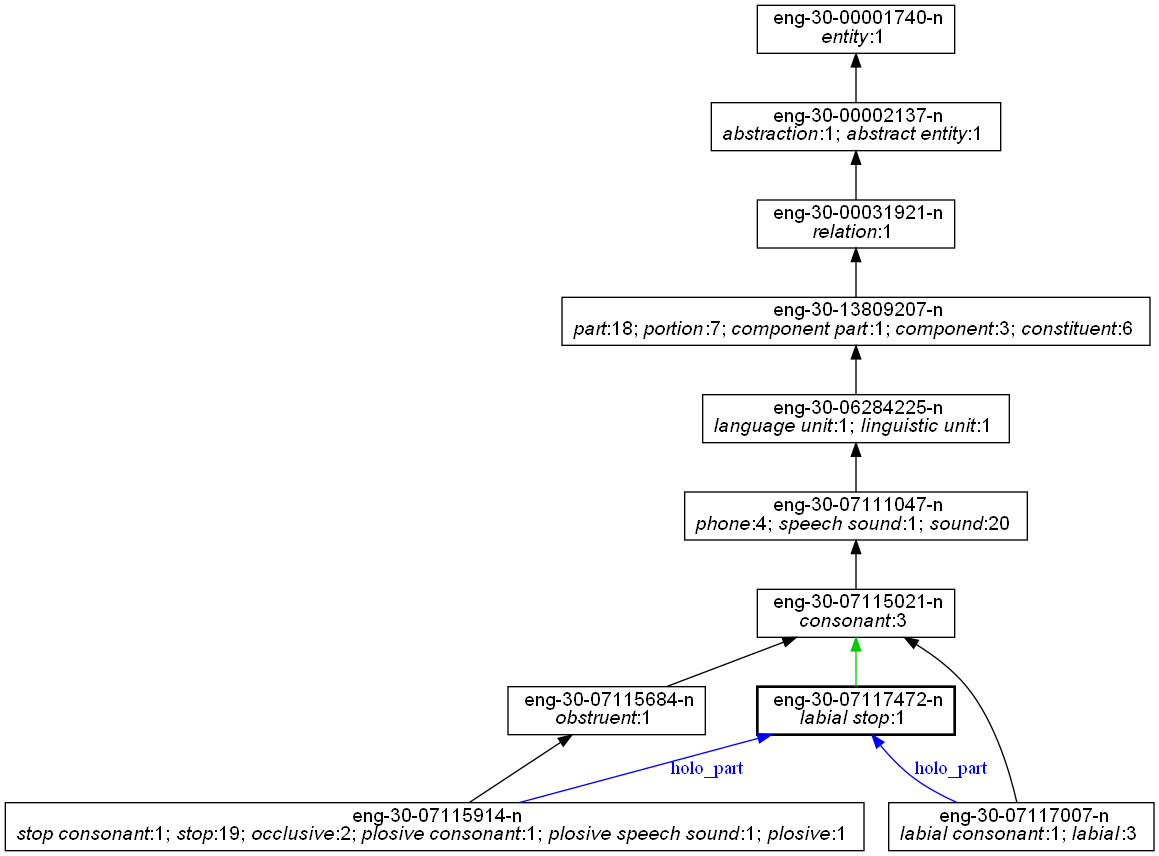 eng-30-00001740-n
entity:1
eng-30-00002137-n
abstraction:1; abstract entity:1
eng-30-00031921-n
relation:1
eng-30-13809207-n
part:18; portion:7; component part:1; component:3; constituent:6
eng-30-06284225-n
language unit:1; linguistic unit:1
eng-30-07111047-n
phone:4; speech sound:1; sound:20
eng-30-07115021-n
consonant:3
eng-30-07115684-n
obstruent:1
eng-30-07117472-n
labial stop:1
holo_part
holo_part
eng-30-07115914-n
stop consonant:1; stop:19; occlusive:2; plosive consonant:1; plosive speech sound:1; plosive:1
eng-30-07117007-n
labial consonant:1; labial:3